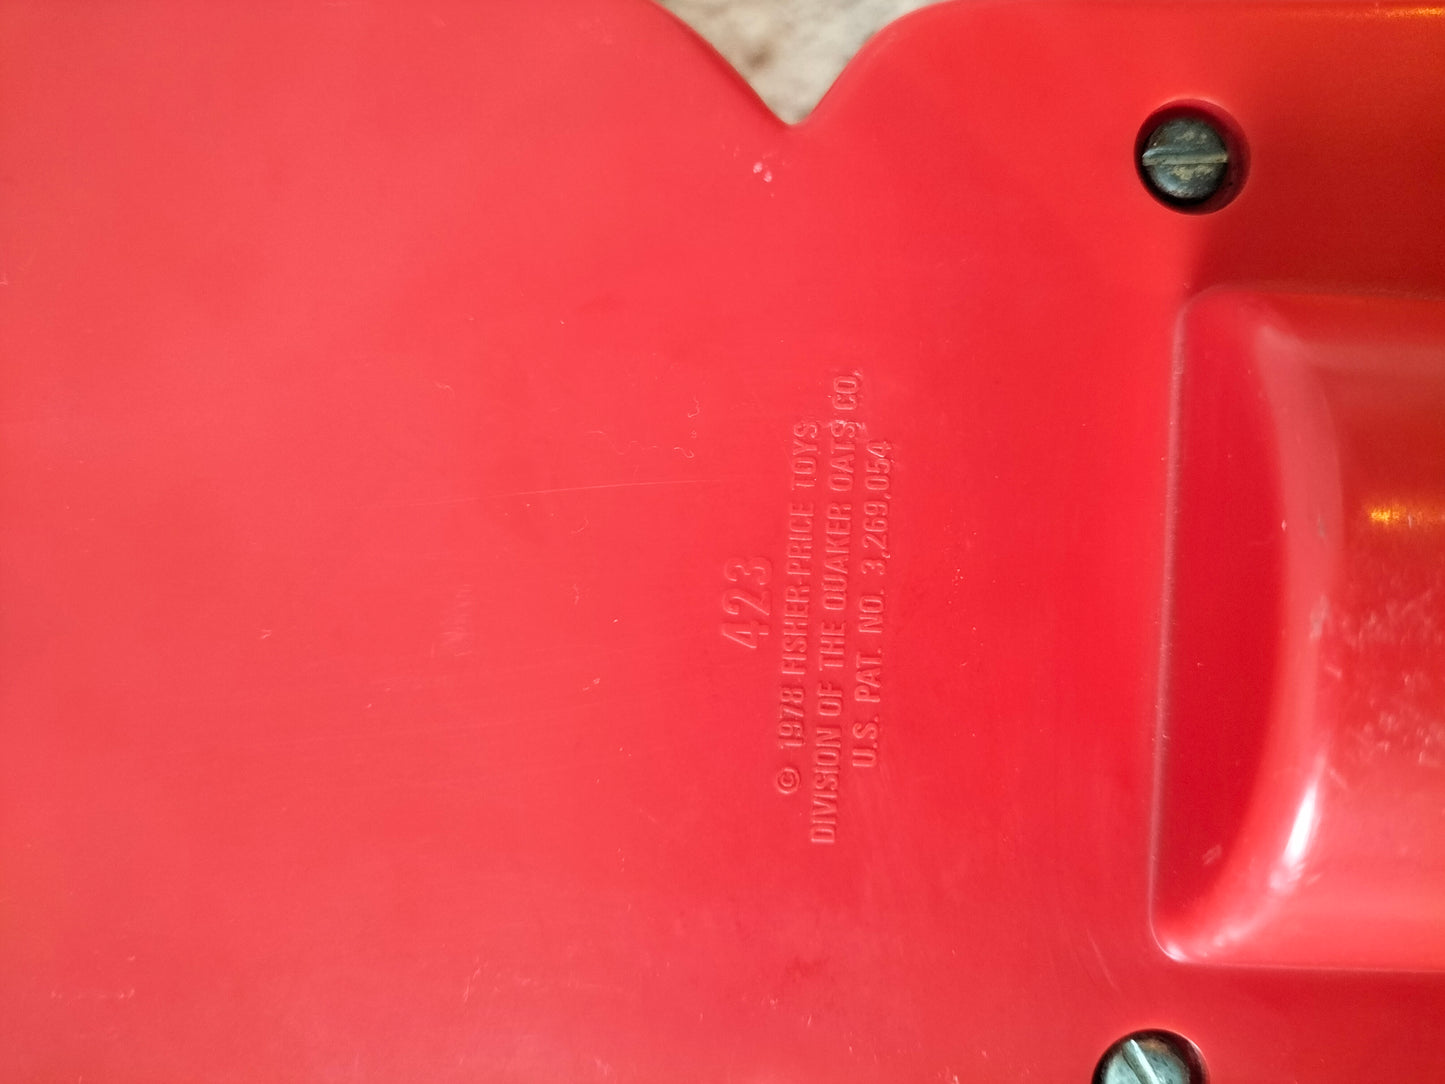 423
© 1978 FISHER-PRICE TOYS
DIVISION OF THE QUAKER OATS CO.
U.S. PAT. NO. 3,269,054